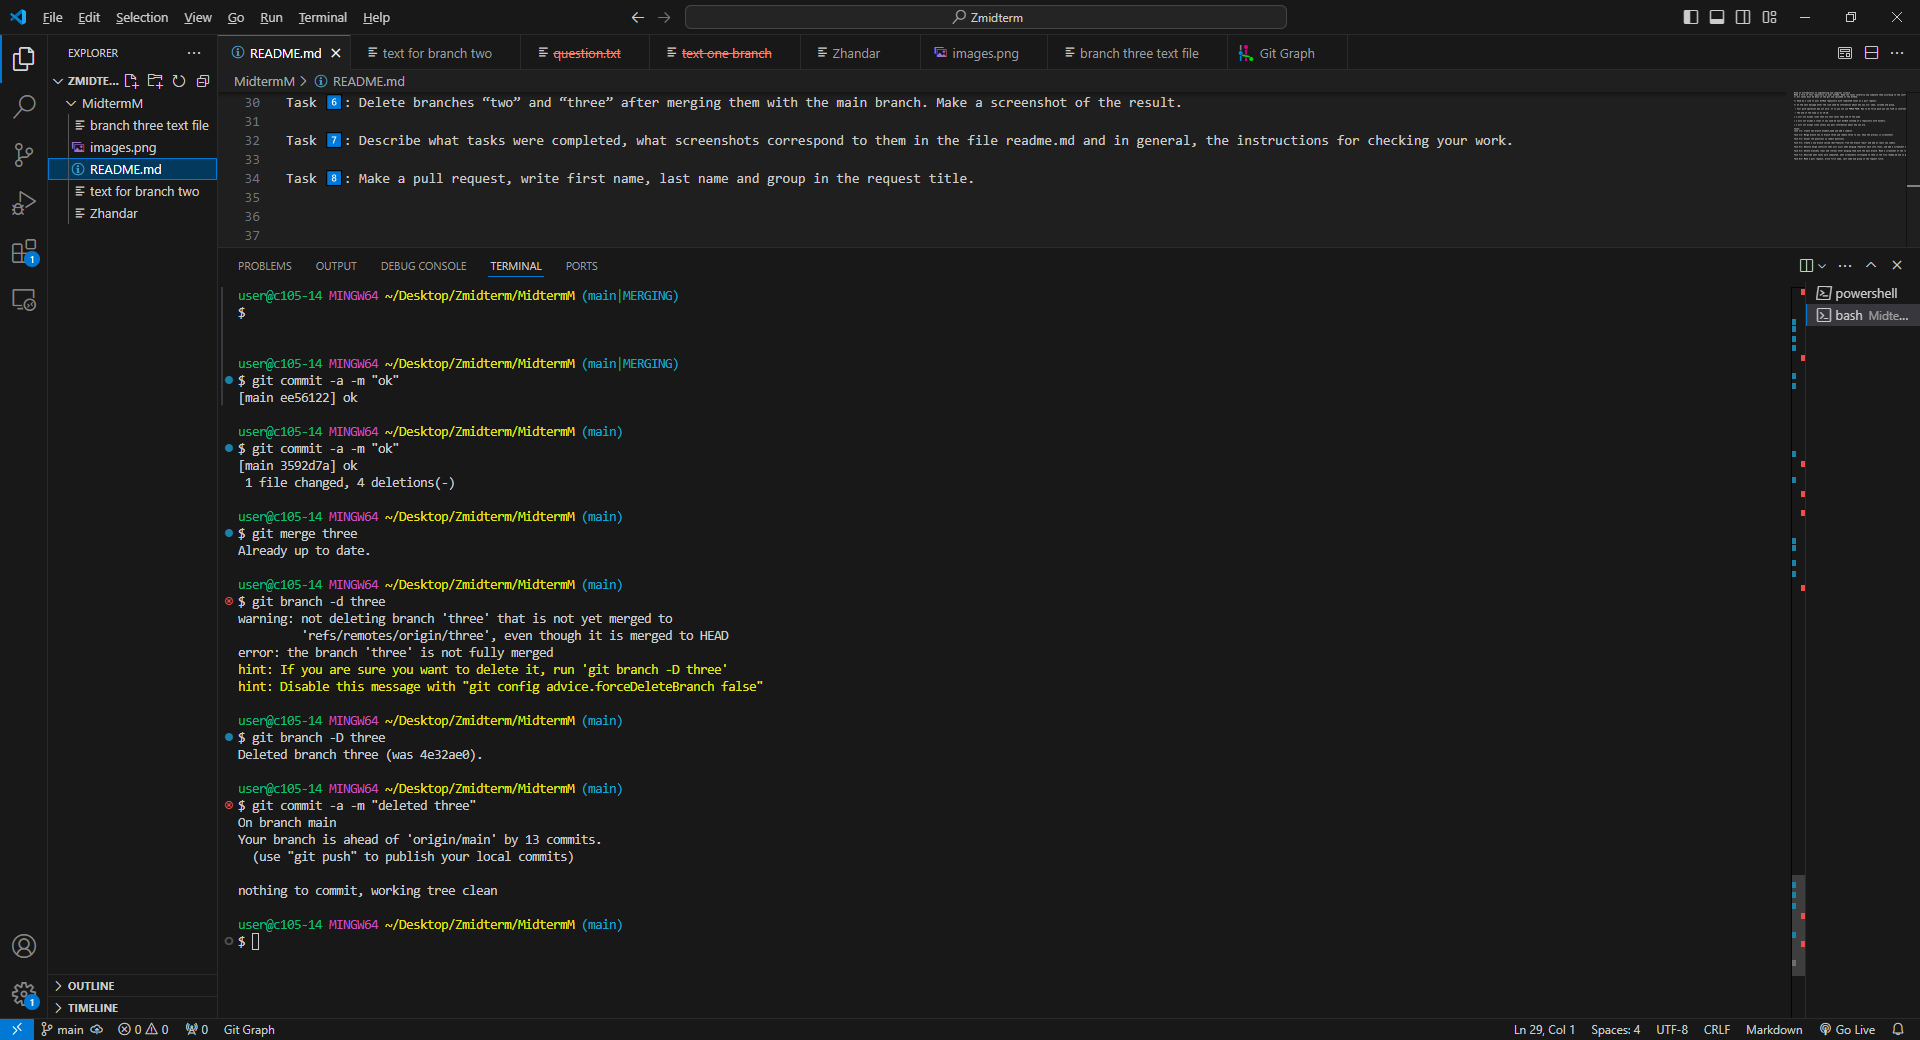 File Edit Selection View Go Run Terminal Help
Zmidterm
EXPLORER
ZMIDTE...
MidtermM
branch three text file
images.png
README.md
text for branch two
Zhandar
README.md
text for branch two
question.txt
text one branch
Zhandar
images.png
branch three text file
Git Graph
MidtermM > README.md
30 Task 6: Delete branches “two” and “three” after merging them with the main branch. Make a screenshot of the result.
31
32 Task 7: Describe what tasks were completed, what screenshots correspond to them in the file readme.md and in general, the instructions for checking your work.
33
34 Task 8: Make a pull request, write first name, last name and group in the request title.
35
36
37
PROBLEMS OUTPUT DEBUG CONSOLE TERMINAL PORTS
user@c105-14 MINGW64 ~/Desktop/Zmidterm/MidtermM (main|MERGING)
$
user@c105-14 MINGW64 ~/Desktop/Zmidterm/MidtermM (main|MERGING)
$ git commit -a -m "ok"
[main ee56122] ok
user@c105-14 MINGW64 ~/Desktop/Zmidterm/MidtermM (main)
$ git commit -a -m "ok"
[main 3592d7a] ok
1 file changed, 4 deletions(-)
user@c105-14 MINGW64 ~/Desktop/Zmidterm/MidtermM (main)
$ git merge three
Already up to date.
user@c105-14 MINGW64 ~/Desktop/Zmidterm/MidtermM (main)
$ git branch -d three
warning: not deleting branch 'three' that is not yet merged to
'refs/remotes/origin/three', even though it is merged to HEAD
error: the branch 'three' is not fully merged
hint: If you are sure you want to delete it, run 'git branch -D three'
hint: Disable this message with "git config advice.forceDeleteBranch false"
user@c105-14 MINGW64 ~/Desktop/Zmidterm/MidtermM (main)
$ git branch -D three
Deleted branch three (was 4e32ae0).
user@c105-14 MINGW64 ~/Desktop/Zmidterm/MidtermM (main)
$ git commit -a -m "deleted three"
On branch main
Your branch is ahead of 'origin/main' by 13 commits.
(use "git push" to publish your local commits)
nothing to commit, working tree clean
user@c105-14 MINGW64 ~/Desktop/Zmidterm/MidtermM (main)
$
powershell
bash Midte...
1
1
OUTLINE
TIMELINE
main 0 0 0 Git Graph
Ln 29, Col 1 Spaces: 4 UTF-8 CRLF Markdown Go Live